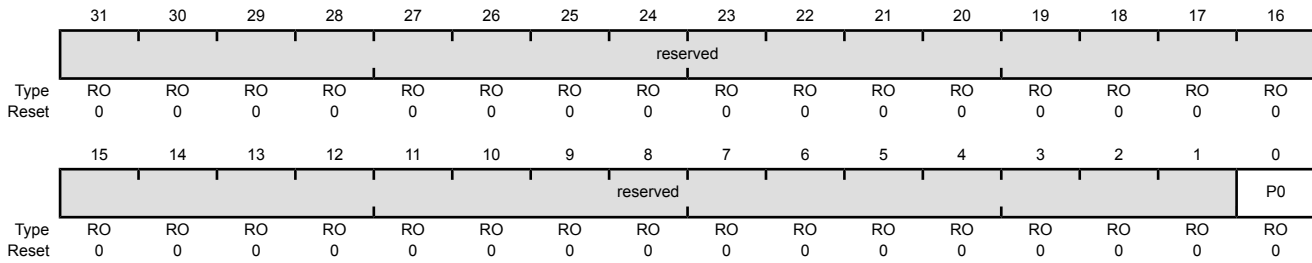 31 30 29 28 27 26 25 24 23 22 21 20 19 18 17 16
reserved
Type RO RO RO RO RO RO RO RO RO RO RO RO RO RO RO RO
Reset 0 0 0 0 0 0 0 0 0 0 0 0 0 0 0 0
15 14 13 12 11 10 9 8 7 6 5 4 3 2 1 0
reserved P0
Type RO RO RO RO RO RO RO RO RO RO RO RO RO RO RO RO
Reset 0 0 0 0 0 0 0 0 0 0 0 0 0 0 0 0